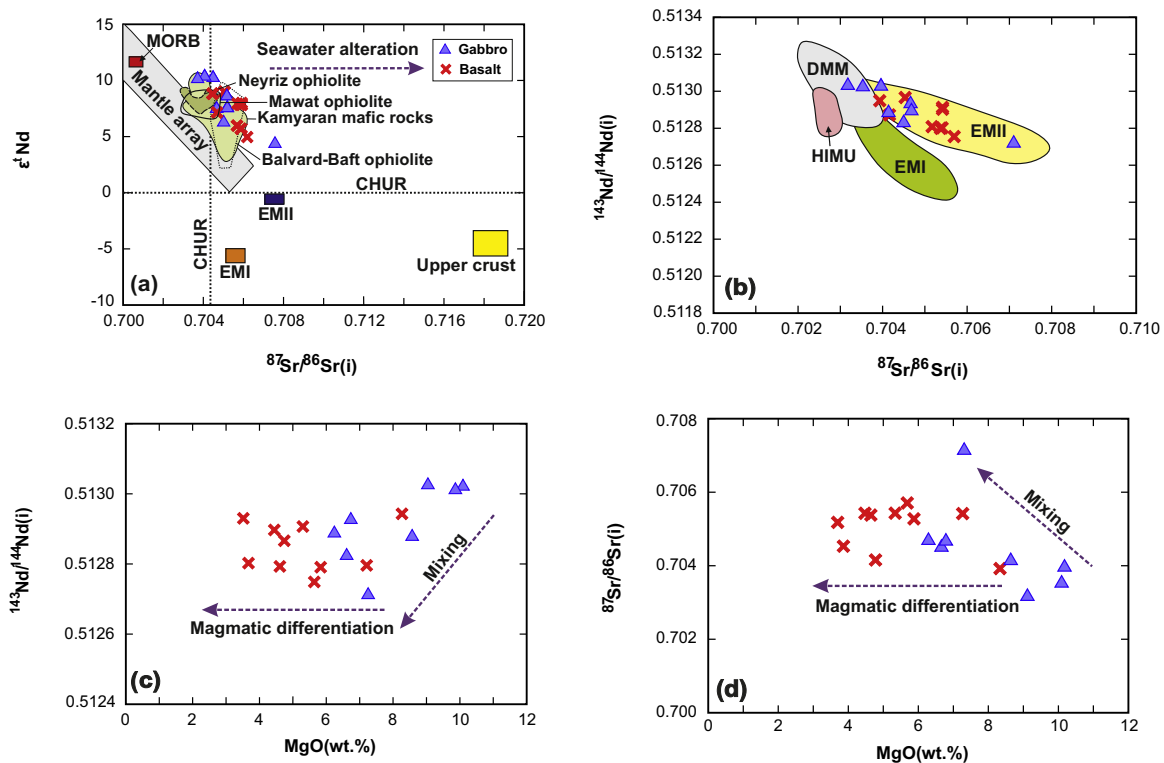 15
10
5
0
-5
-10
εᵗNd
MORB
Mantle array
Seawater alteration
Gabbro
Basalt
Neyriz ophiolite
Mawat ophiolite
Kamyaran mafic rocks
Balvard-Baft ophiolite
CHUR
CHUR
EMII
EMI
Upper crust
(a)
0.700 0.704 0.708 0.712 0.716 0.720
⁸⁷Sr/⁸⁶Sr(i)
0.5134
0.5132
0.5130
0.5128
0.5126
0.5124
0.5122
0.5120
0.5118
¹⁴³Nd/¹⁴⁴Nd(i)
DMM
HIMU
EMII
EMI
(b)
0.700 0.702 0.704 0.706 0.708 0.710
⁸⁷Sr/⁸⁶Sr(i)
0.5132
0.5130
0.5128
0.5126
0.5124
¹⁴³Nd/¹⁴⁴Nd(i)
Mixing
Magmatic differentiation
(c)
0 2 4 6 8 10 12
MgO(wt.%)
0.708
0.706
0.704
0.702
0.700
⁸⁷Sr/⁸⁶Sr(i)
Mixing
Magmatic differentiation
(d)
0 2 4 6 8 10 12
MgO(wt.%)